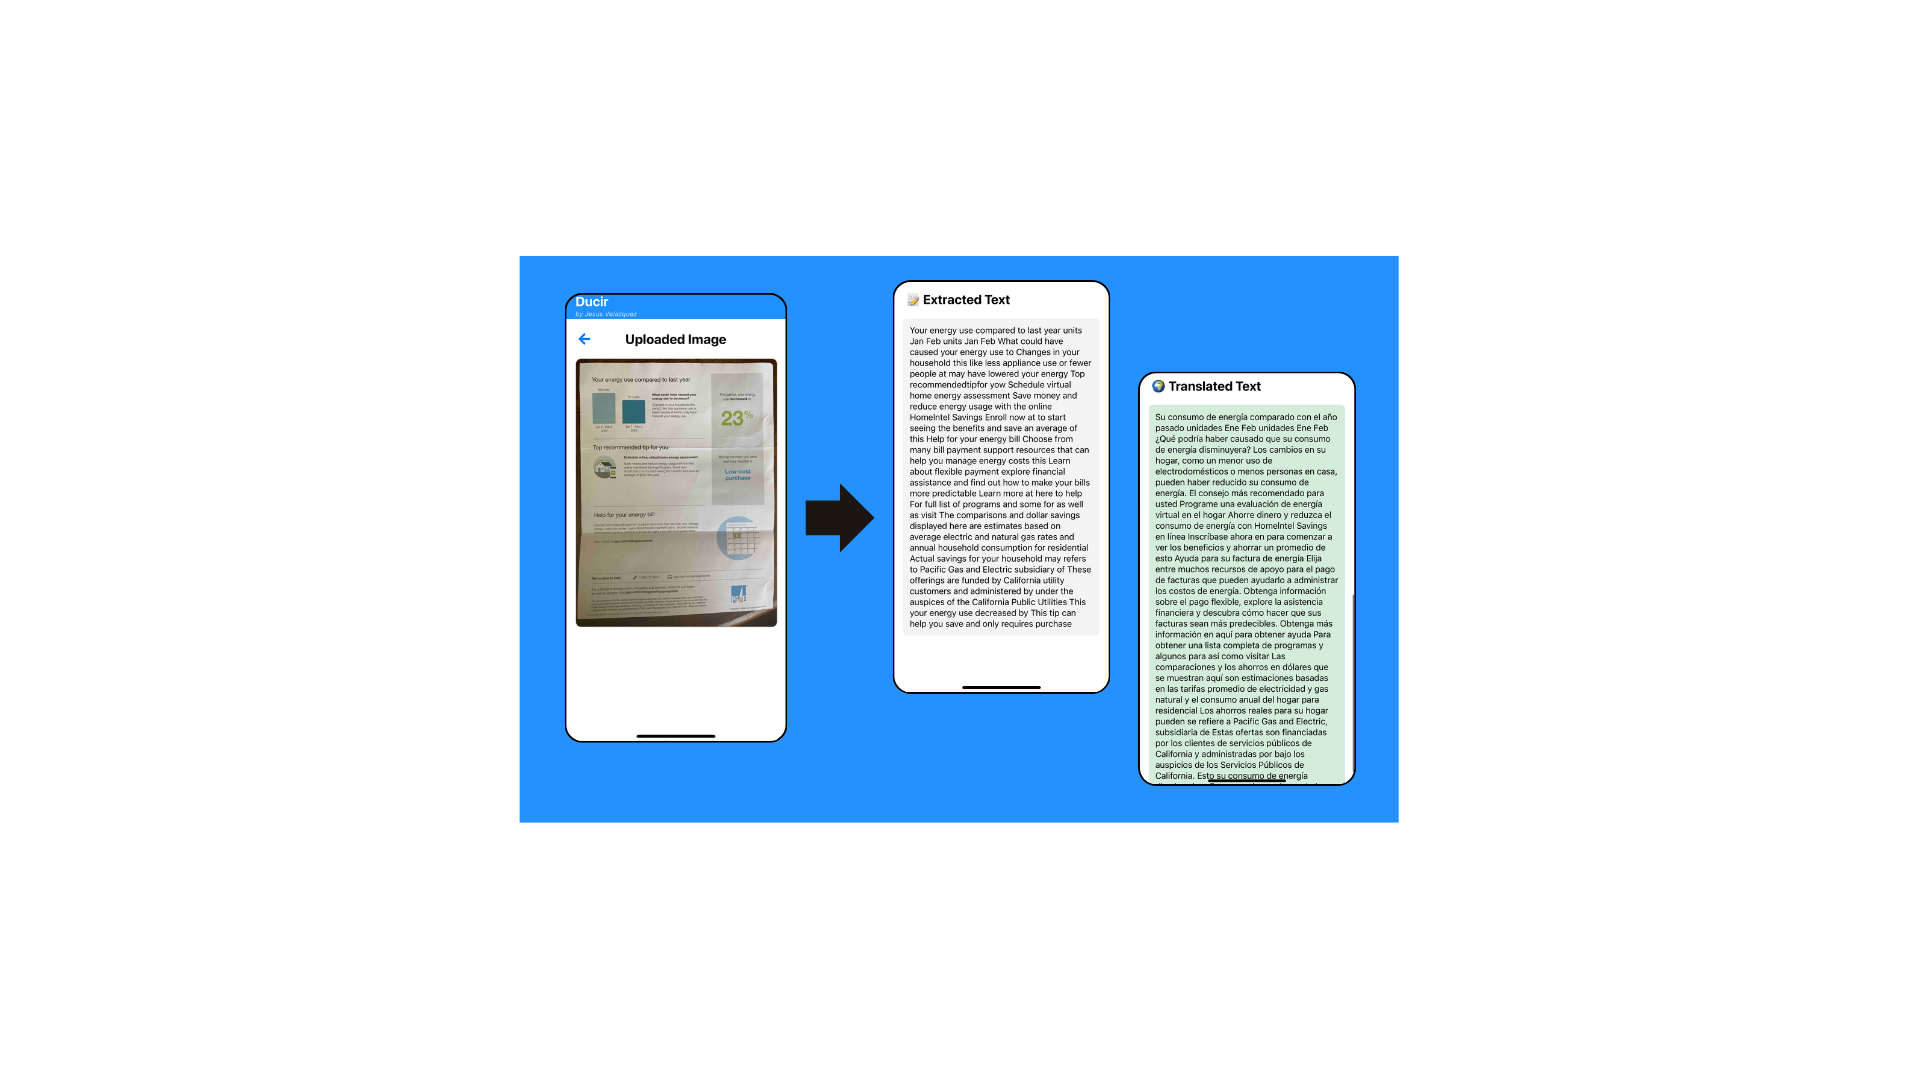 Ducir
by Jesus Velazquez
Uploaded Image
Your energy use compared to last year
What could have caused your
energy use to decrease?
This period, your energy
use decreased by
23%
Top recommended tip for you
Schedule a free, virtual home energy assessment
Low-cost
purchase
Help for your energy bill
Extracted Text
Your energy use compared to last year units
Jan Feb units Jan Feb What could have
caused your energy use to Changes in your
household this like less appliance use or fewer
people at may have lowered your energy Top
recommendedtipfor yow Schedule virtual
home energy assessment Save money and
reduce energy usage with the online
HomeIntel Savings Enroll now at to start
seeing the benefits and save an average of
this Help for your energy bill Choose from
many bill payment support resources that can
help you manage energy costs this Learn
about flexible payment explore financial
assistance and find out how to make your bills
more predictable Learn more at here to help
For full list of programs and some for as well
as visit The comparisons and dollar savings
displayed here are estimates based on
average electric and natural gas rates and
annual household consumption for residential
Actual savings for your household may refers
to Pacific Gas and Electric subsidiary of These
offerings are funded by California utility
customers and administered by under the
auspices of the California Public Utilities This
your energy use decreased by This tip can
help you save and only requires purchase
Translated Text
Su consumo de energía comparado con el año
pasado unidades Ene Feb unidades Ene Feb
¿Qué podría haber causado que su consumo
de energía disminuyera? Los cambios en su
hogar, como un menor uso de
electrodomésticos o menos personas en casa,
pueden haber reducido su consumo de
energía. El consejo más recomendado para
usted Programe una evaluación de energía
virtual en el hogar Ahorre dinero y reduzca el
consumo de energía con HomeIntel Savings
en línea Inscríbase ahora en para comenzar a
ver los beneficios y ahorrar un promedio de
esto Ayuda para su factura de energía Elija
entre muchos recursos de apoyo para el pago
de facturas que pueden ayudarlo a administrar
los costos de energía. Obtenga información
sobre el pago flexible, explore la asistencia
financiera y descubra cómo hacer que sus
facturas sean más predecibles. Obtenga más
información en aquí para obtener ayuda Para
obtener una lista completa de programas y
algunos para así como visitar Las
comparaciones y los ahorros en dólares que
se muestran aquí son estimaciones basadas
en las tarifas promedio de electricidad y gas
natural y el consumo anual del hogar para
residencial Los ahorros reales para su hogar
pueden se refiere a Pacific Gas and Electric,
subsidiaria de Estas ofertas son financiadas
por los clientes de servicios públicos de
California y administradas por bajo los
auspicios de los Servicios Públicos de
California. Esto su consumo de energía